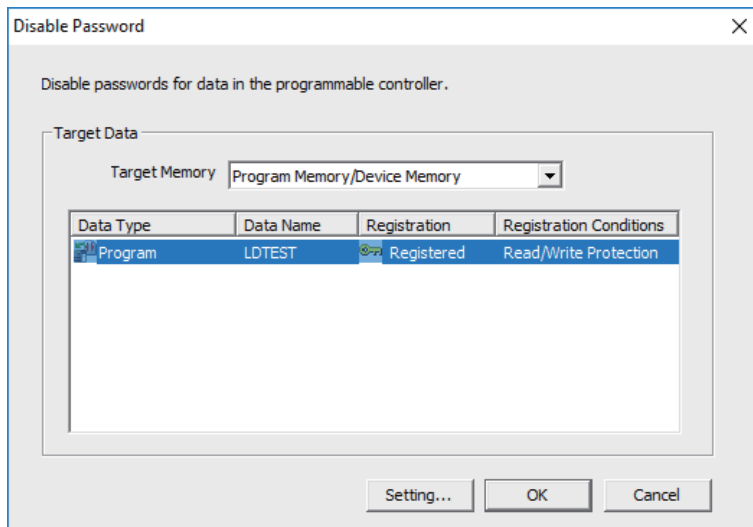 Disable Password
Disable passwords for data in the programmable controller.
Target Data
Target Memory Program Memory/Device Memory
Data Type Data Name Registration Registration Conditions
Program LDTEST Registered Read/Write Protection
Setting... OK Cancel